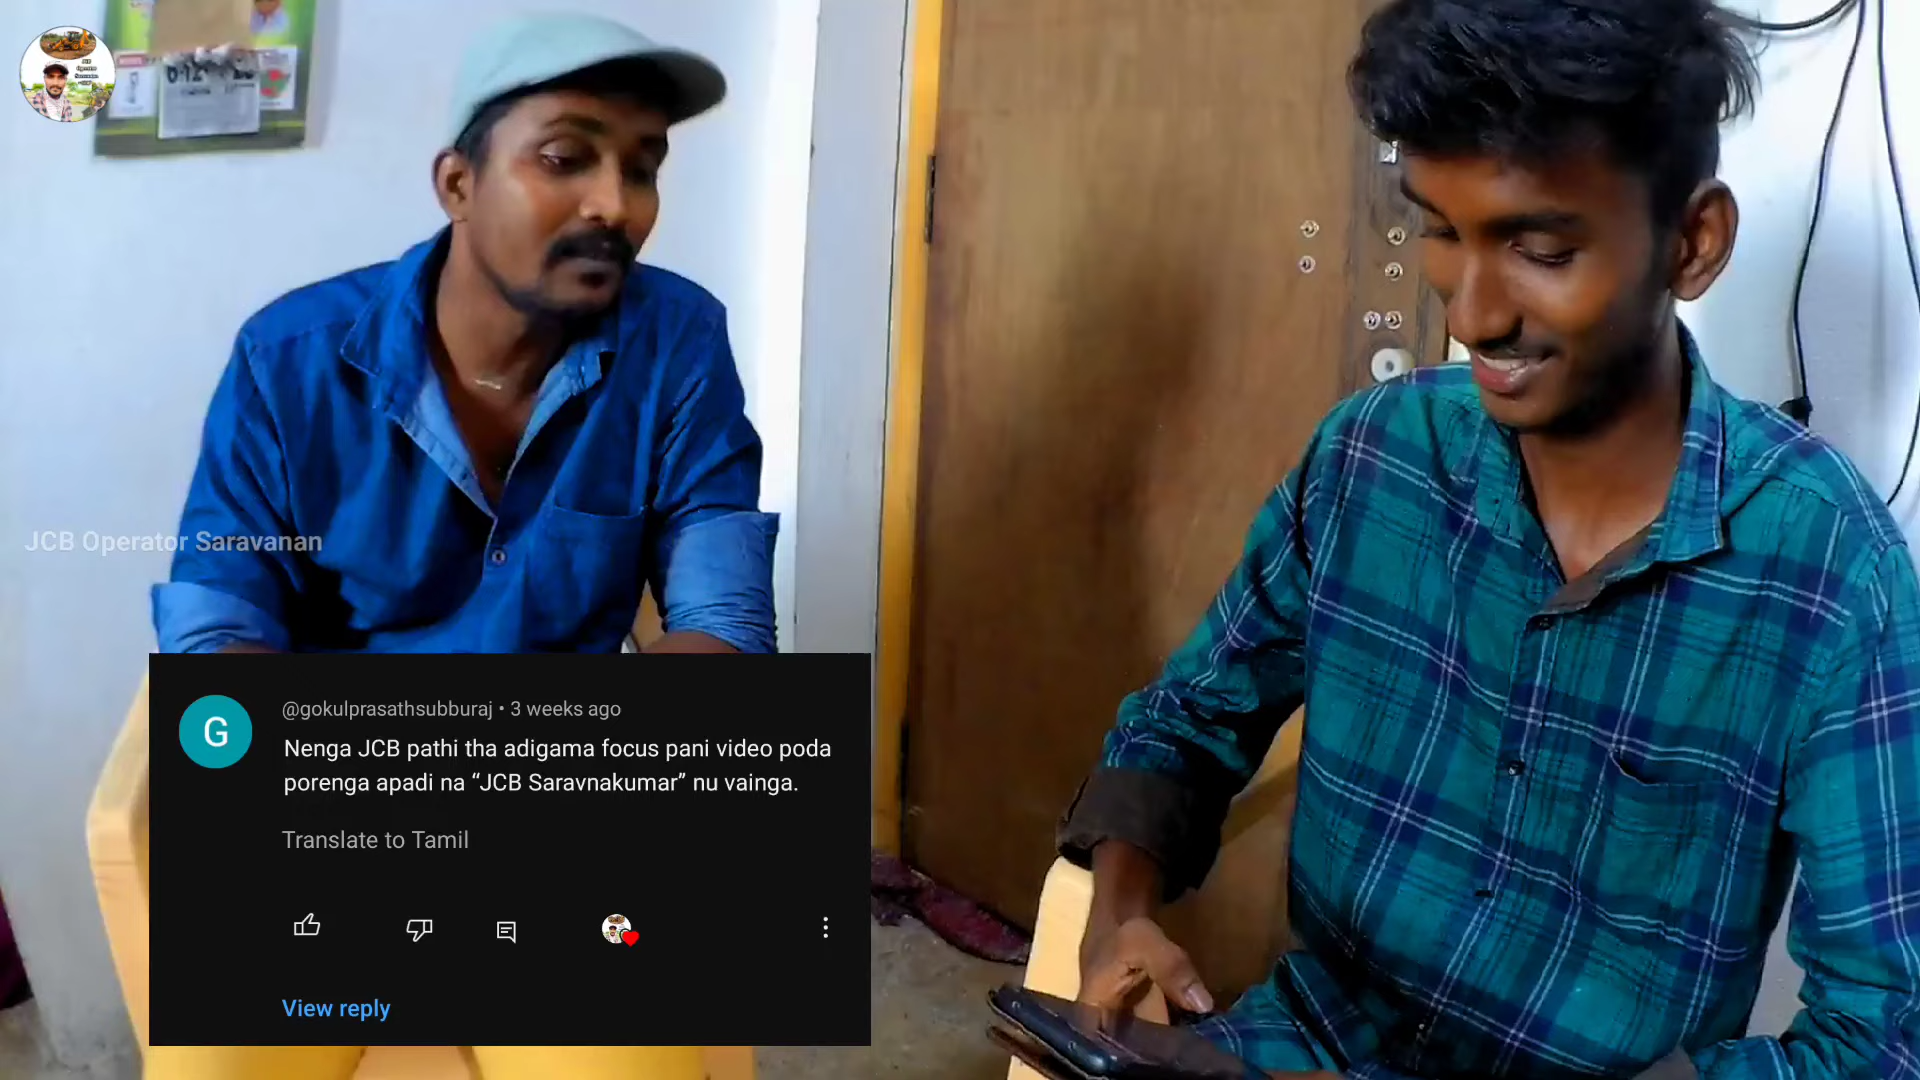 JCB Operator Saravanan
@gokulprasathsubburaj • 3 weeks ago
G
Nenga JCB pathi tha adigama focus pani video poda
porenga apadi na “JCB Saravnakumar” nu vainga.
Translate to Tamil
View reply